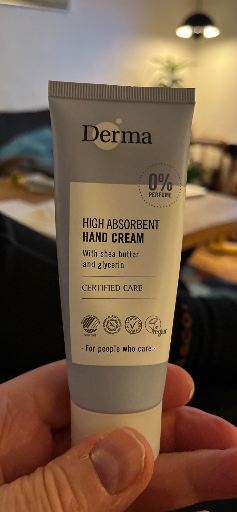 Derma
0%
PERFUME
HIGH ABSORBENT
HAND CREAM
With shea butter
and glycerin
CERTIFIED CARE
Vegan
· For people who care ·